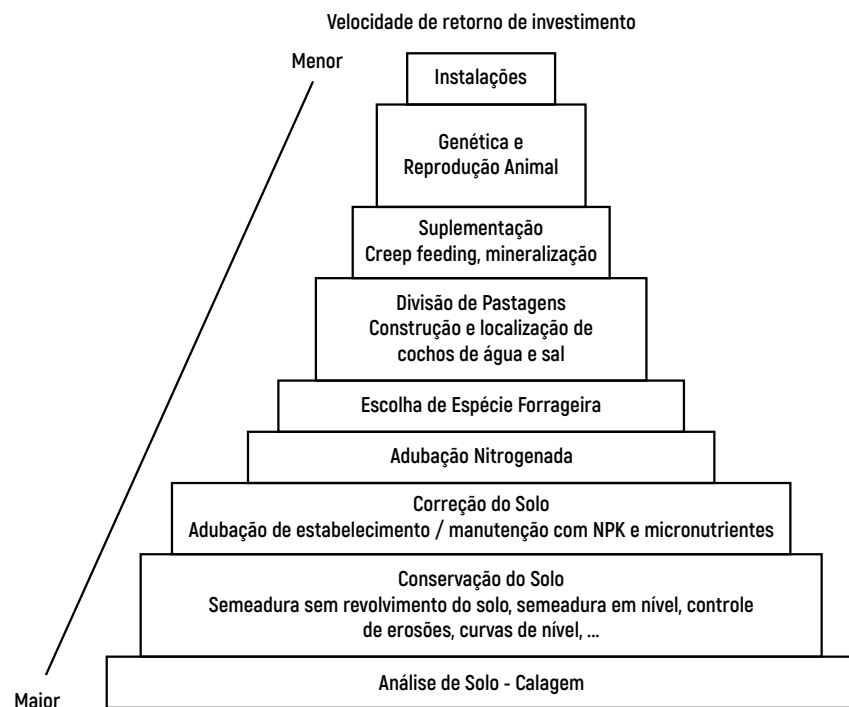 Velocidade de retorno de investimento
Menor
Instalações
Genética e
Reprodução Animal
Suplementação
Creep feeding, mineralização
Divisão de Pastagens
Construção e localização de
cochos de água e sal
Escolha de Espécie Forrageira
Adubação Nitrogenada
Correção do Solo
Adubação de estabelecimento / manutenção com NPK e micronutrientes
Conservação do Solo
Semeadura sem revolvimento do solo, semeadura em nível, controle
de erosões, curvas de nível, ...
Análise de Solo - Calagem
Maior